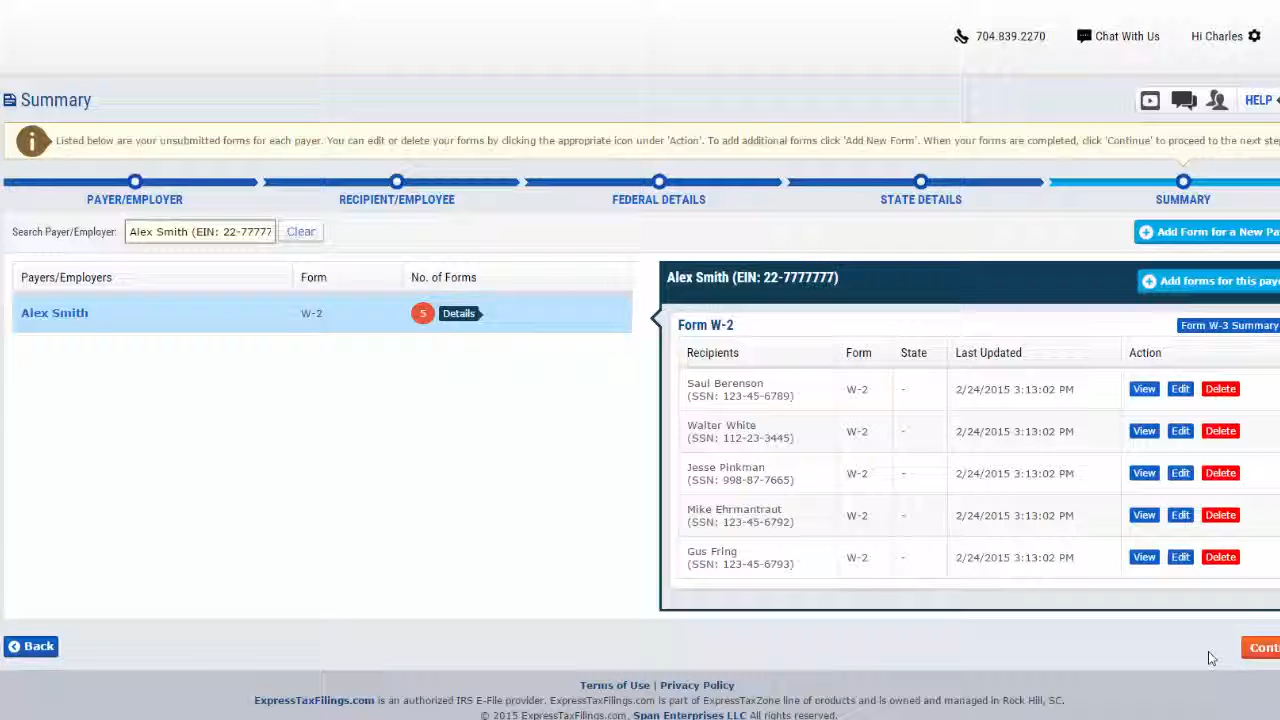 704.839.2270 Chat With Us Hi Charles
Summary
HELP
Listed below are your unsubmitted forms for each payer. You can edit or delete your forms by clicking the appropriate icon under 'Action'. To add additional forms click 'Add New Form'. When your forms are completed, click 'Continue' to proceed to the next step
PAYER/EMPLOYER RECIPIENT/EMPLOYEE FEDERAL DETAILS STATE DETAILS SUMMARY
Search Payer/Employer: Alex Smith (EIN: 22-77777 Clear Add Form for a New Pa
Payers/Employers Form No. of Forms
Alex Smith W-2 5 Details
Alex Smith (EIN: 22-7777777) Add forms for this paye
Form W-2 Form W-3 Summary
Recipients Form State Last Updated Action
Saul Berenson
(SSN: 123-45-6789) W-2 - 2/24/2015 3:13:02 PM View Edit Delete
Walter White
(SSN: 112-23-3445) W-2 - 2/24/2015 3:13:02 PM View Edit Delete
Jesse Pinkman
(SSN: 998-87-7665) W-2 - 2/24/2015 3:13:02 PM View Edit Delete
Mike Ehrmantraut
(SSN: 123-45-6792) W-2 - 2/24/2015 3:13:02 PM View Edit Delete
Gus Fring
(SSN: 123-45-6793) W-2 - 2/24/2015 3:13:02 PM View Edit Delete
Back Conti
Terms of Use | Privacy Policy
ExpressTaxFilings.com is an authorized IRS E-File provider. ExpressTaxFilings.com is part of ExpressTaxZone line of products and is owned and managed in Rock Hill, SC.
© 2015 ExpressTaxFilings.com, Span Enterprises LLC All rights reserved.